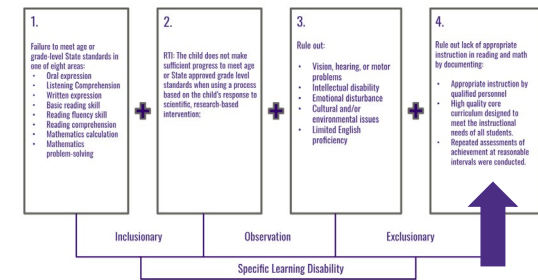 1.
Failure to meet age or
grade-level State standards in
one of eight areas:
• Oral expression
• Listening Comprehension
• Written expression
• Basic reading skill
• Reading fluency skill
• Reading comprehension
• Mathematics calculation
• Mathematics
problem-solving
2.
RTI: The child does not make
sufficient progress to meet age
or State approved grade level
standards when using a process
based on the child's response to
scientific, research-based
intervention;
3.
Rule out:
• Vision, hearing, or motor
problems
• Intellectual disability
• Emotional disturbance
• Cultural and/or
environmental issues
• Limited English
proficiency
4.
Rule out lack of appropriate
instruction in reading and math
by documenting:
• Appropriate instruction by
qualified personnel
• High quality core
curriculum designed to
meet the instructional
needs of all students.
• Repeated assessments of
achievement at reasonable
intervals were conducted.
Inclusionary
Observation
Exclusionary
Specific Learning Disability